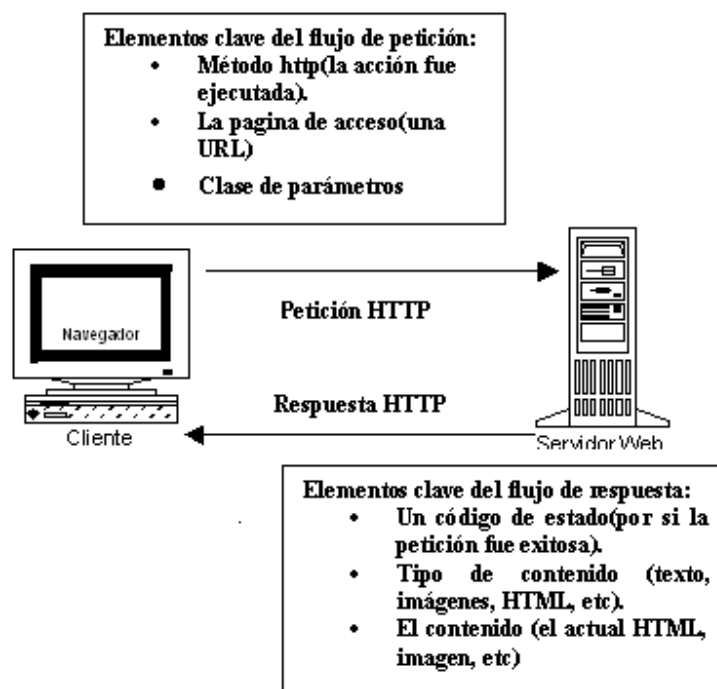 Elementos clave del flujo de petición:
• Método http(la acción fue
ejecutada).
• La pagina de acceso(una
URL)
• Clase de parámetros
Petición HTTP
Navegador
Respuesta HTTP
Cliente
Servidor Web
Elementos clave del flujo de respuesta:
• Un código de estado(por si la
petición fue exitosa).
• Tipo de contenido (texto,
imágenes, HTML, etc).
• El contenido (el actual HTML,
imagen, etc)